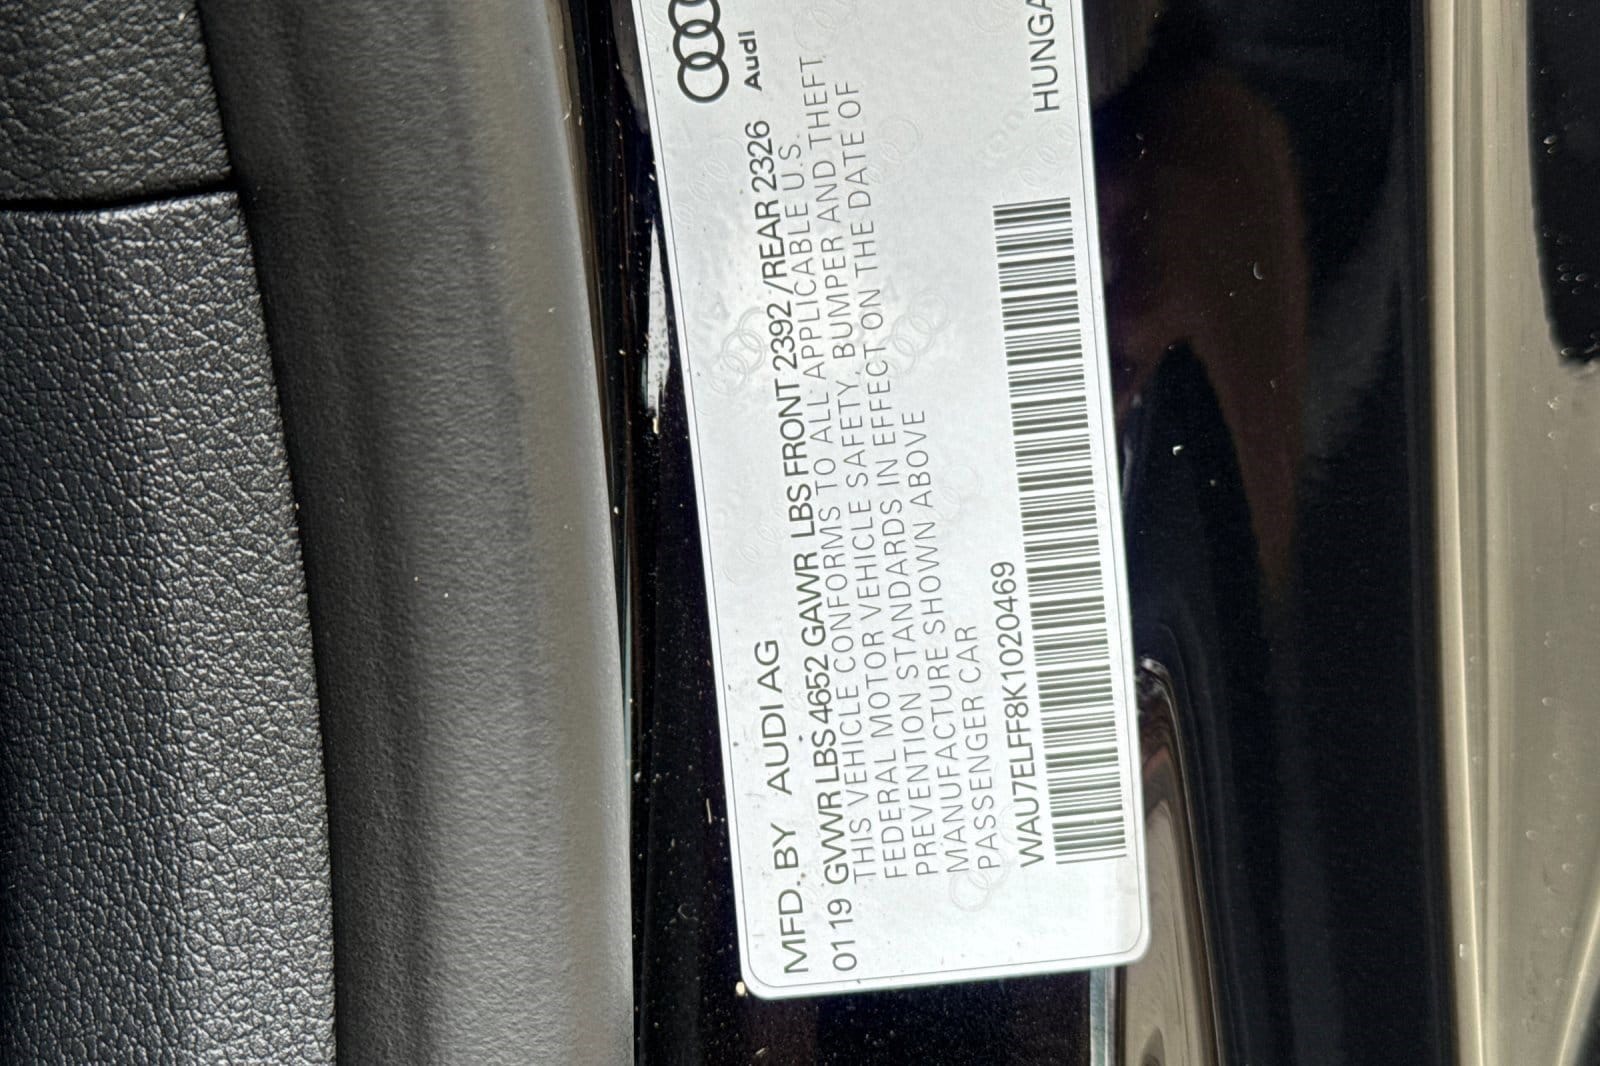 MFD. BY AUDI AG
Audi
01 19 GVWR LBS 4652 GAWR LBS FRONT 2392 /REAR 2326
THIS VEHICLE CONFORMS TO ALL APPLICABLE U.S.
FEDERAL MOTOR VEHICLE SAFETY, BUMPER AND THEFT
PREVENTION STANDARDS IN EFFECT ON THE DATE OF
MANUFACTURE SHOWN ABOVE
PASSENGER CAR
WAU7ELFF8K1020469
HUNGA